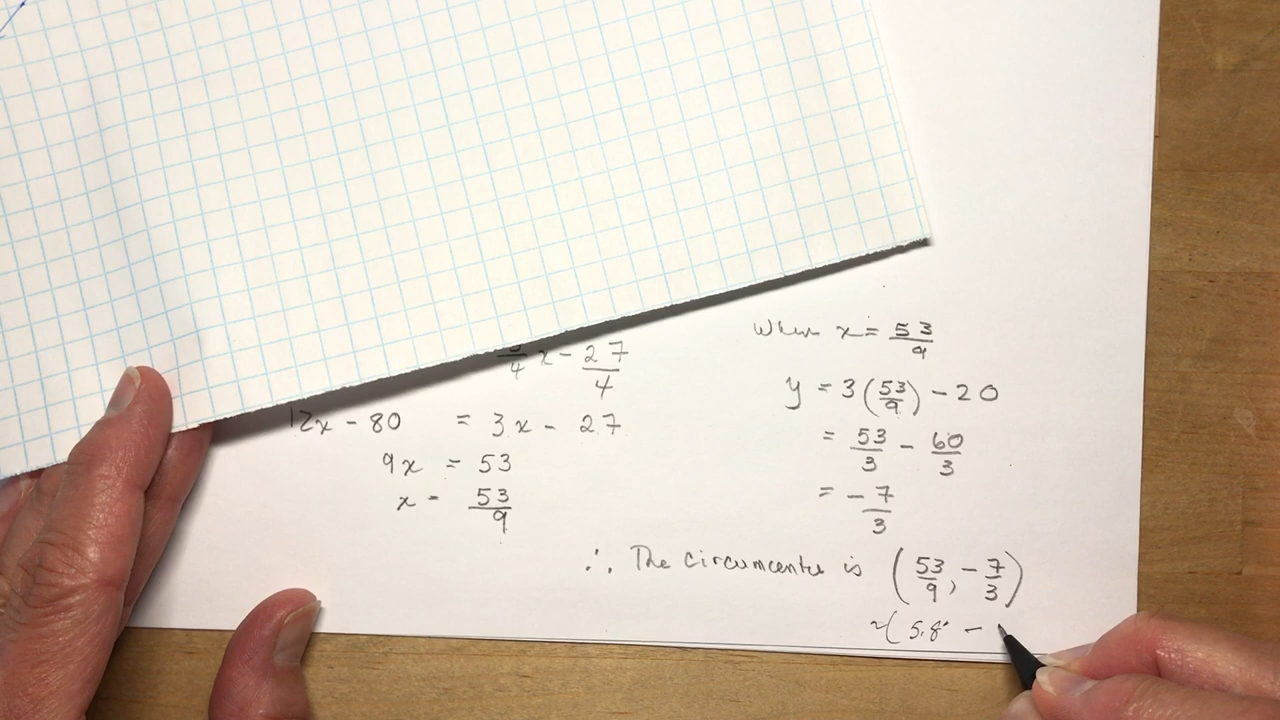 3/4 x - 27/4
12x - 80 = 3x - 27
9x = 53
x = 53/9
When x = 53/9
y = 3(53/9) - 20
= 53/3 - 60/3
= -7/3
∴ The circumcenter is (53/9, -7/3)
~(5.8 -